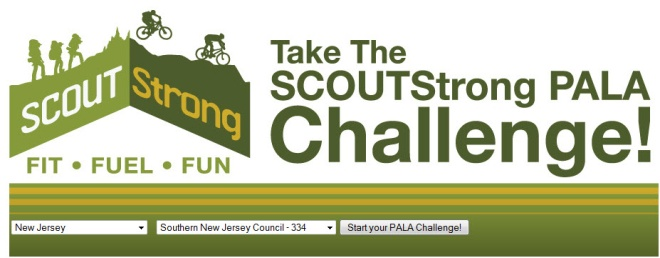 SCOUT Strong
FIT • FUEL • FUN
Take The
SCOUTStrong PALA
Challenge!
New Jersey
Southern New Jersey Council - 334
Start your PALA Challenge!